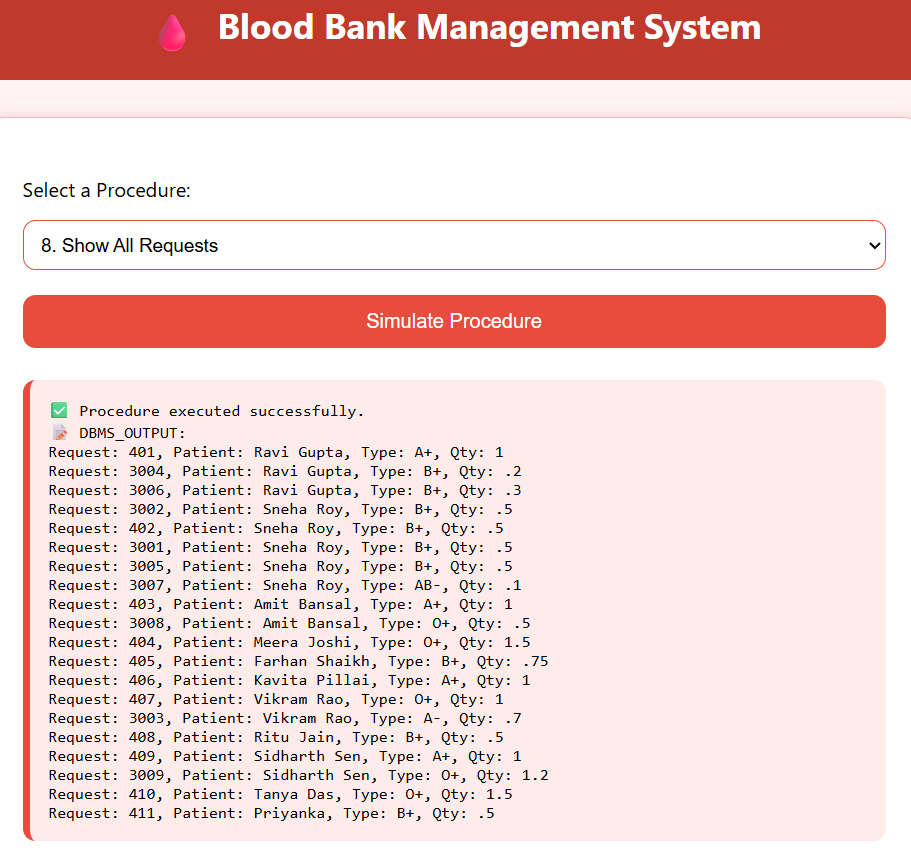 Blood Bank Management System
Select a Procedure:
8. Show All Requests
Simulate Procedure
✅ Procedure executed successfully.
📝 DBMS_OUTPUT:
Request: 401, Patient: Ravi Gupta, Type: A+, Qty: 1
Request: 3004, Patient: Ravi Gupta, Type: B+, Qty: .2
Request: 3006, Patient: Ravi Gupta, Type: B+, Qty: .3
Request: 3002, Patient: Sneha Roy, Type: B+, Qty: .5
Request: 402, Patient: Sneha Roy, Type: B+, Qty: .5
Request: 3001, Patient: Sneha Roy, Type: B+, Qty: .5
Request: 3005, Patient: Sneha Roy, Type: B+, Qty: .5
Request: 3007, Patient: Sneha Roy, Type: AB-, Qty: .1
Request: 403, Patient: Amit Bansal, Type: A+, Qty: 1
Request: 3008, Patient: Amit Bansal, Type: O+, Qty: .5
Request: 404, Patient: Meera Joshi, Type: O+, Qty: 1.5
Request: 405, Patient: Farhan Shaikh, Type: B+, Qty: .75
Request: 406, Patient: Kavita Pillai, Type: A+, Qty: 1
Request: 407, Patient: Vikram Rao, Type: O+, Qty: 1
Request: 3003, Patient: Vikram Rao, Type: A-, Qty: .7
Request: 408, Patient: Ritu Jain, Type: B+, Qty: .5
Request: 409, Patient: Sidharth Sen, Type: A+, Qty: 1
Request: 3009, Patient: Sidharth Sen, Type: O+, Qty: 1.2
Request: 410, Patient: Tanya Das, Type: O+, Qty: 1.5
Request: 411, Patient: Priyanka, Type: B+, Qty: .5